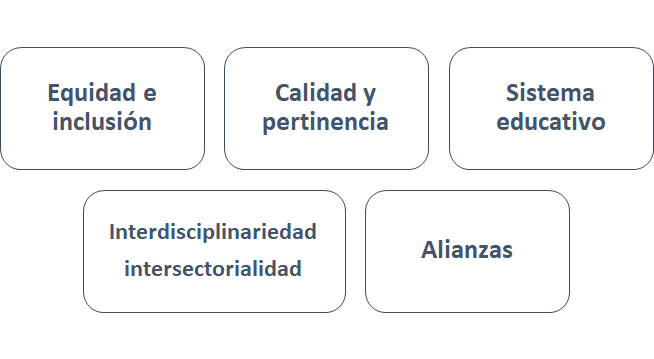 Equidad e
inclusión
Calidad y
pertinencia
Sistema
educativo
Interdisciplinariedad
intersectorialidad
Alianzas